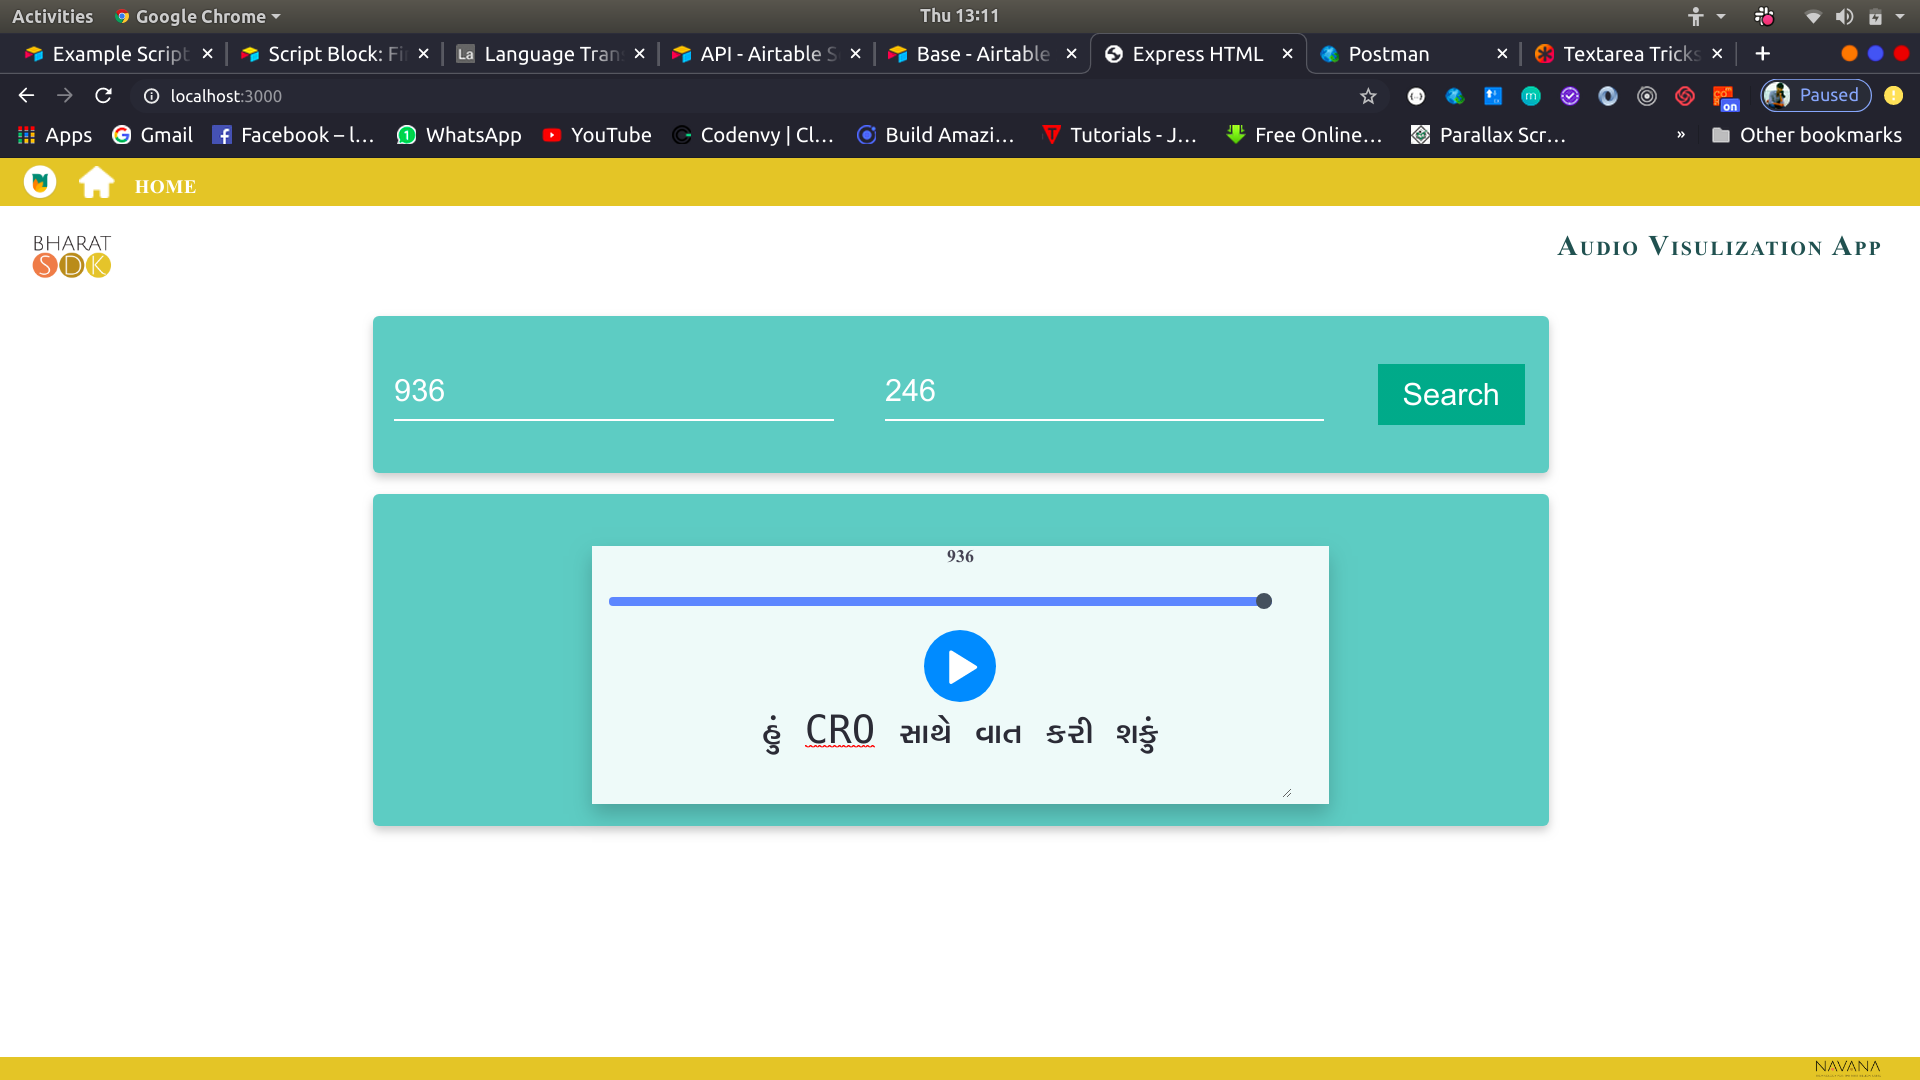 Activities Google Chrome Thu 13:11
Example Script Script Block: Fi La Language Tran API - Airtable S Base - Airtable Express HTML Postman Textarea Tricks
localhost:3000 Paused
Apps Gmail Facebook – l... WhatsApp YouTube Codenvy | Cl... Build Amazi... Tutorials - J... Free Online... Parallax Scr... » Other bookmarks
HOME
BHARAT
SDK
Audio Visulization App
936 246 Search
936
હું CRO સાથે વાત કરી શકું
NAVANA